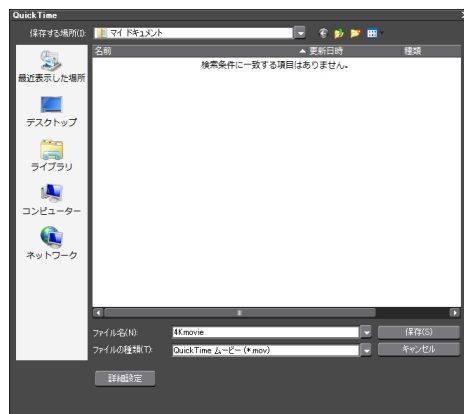 QuickTime
保存する場所(I):
マイ ドキュメント
名前
更新日時
種類
検索条件に一致する項目はありません。
最近表示した場所
デスクトップ
ライブラリ
コンピューター
ネットワーク
ファイル名(N):
4Kmovie
保存(S)
ファイルの種類(T):
QuickTime ムービー (*.mov)
キャンセル
詳細設定